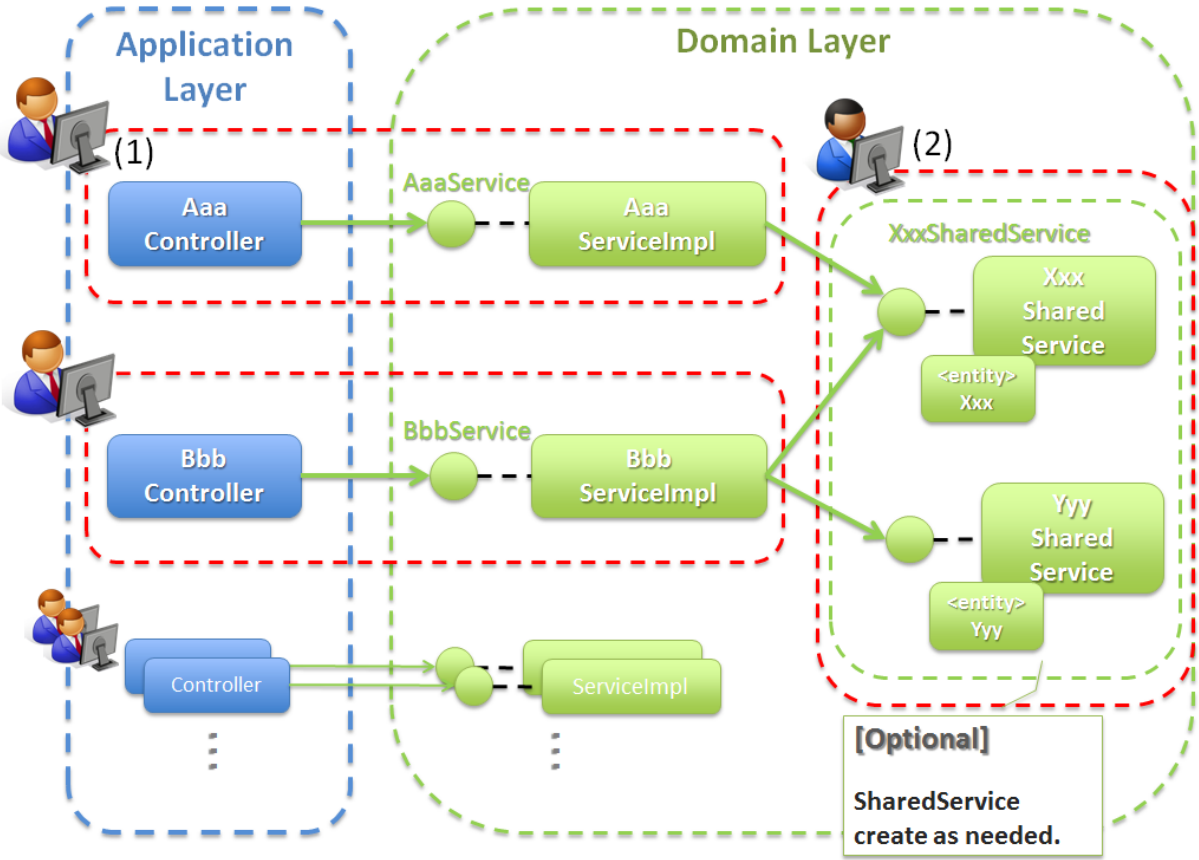 Application
Layer
Domain Layer
(1)
(2)
AaaService
Aaa
Controller
Aaa
ServiceImpl
XxxSharedService
Xxx
Shared
Service
<entity>
Xxx
BbbService
Bbb
Controller
Bbb
ServiceImpl
Yyy
Shared
Service
<entity>
Yyy
Controller
ServiceImpl
[Optional]
SharedService
create as needed.